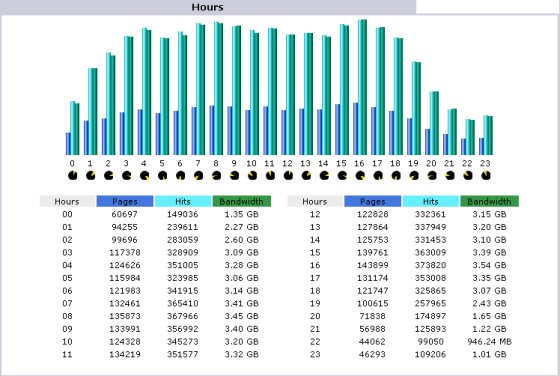 Hours
0 1 2 3 4 5 6 7 8 9 10 11 12 13 14 15 16 17 18 19 20 21 22 23
Hours Pages Hits Bandwidth
00 60697 149036 1.35 GB
01 94255 239611 2.27 GB
02 99696 283059 2.60 GB
03 117378 328909 3.09 GB
04 124626 351005 3.28 GB
05 115984 323985 3.06 GB
06 121983 341915 3.14 GB
07 132461 365410 3.41 GB
08 135873 367966 3.45 GB
09 133991 356992 3.40 GB
10 124328 345273 3.20 GB
11 134219 351577 3.32 GB
Hours Pages Hits Bandwidth
12 122828 332361 3.15 GB
13 127864 337949 3.20 GB
14 125753 331453 3.10 GB
15 139761 363009 3.39 GB
16 143899 373820 3.54 GB
17 131174 353008 3.35 GB
18 121747 325865 3.07 GB
19 100615 257965 2.43 GB
20 71838 174897 1.65 GB
21 56988 125893 1.22 GB
22 44062 99050 946.24 MB
23 46293 109206 1.01 GB